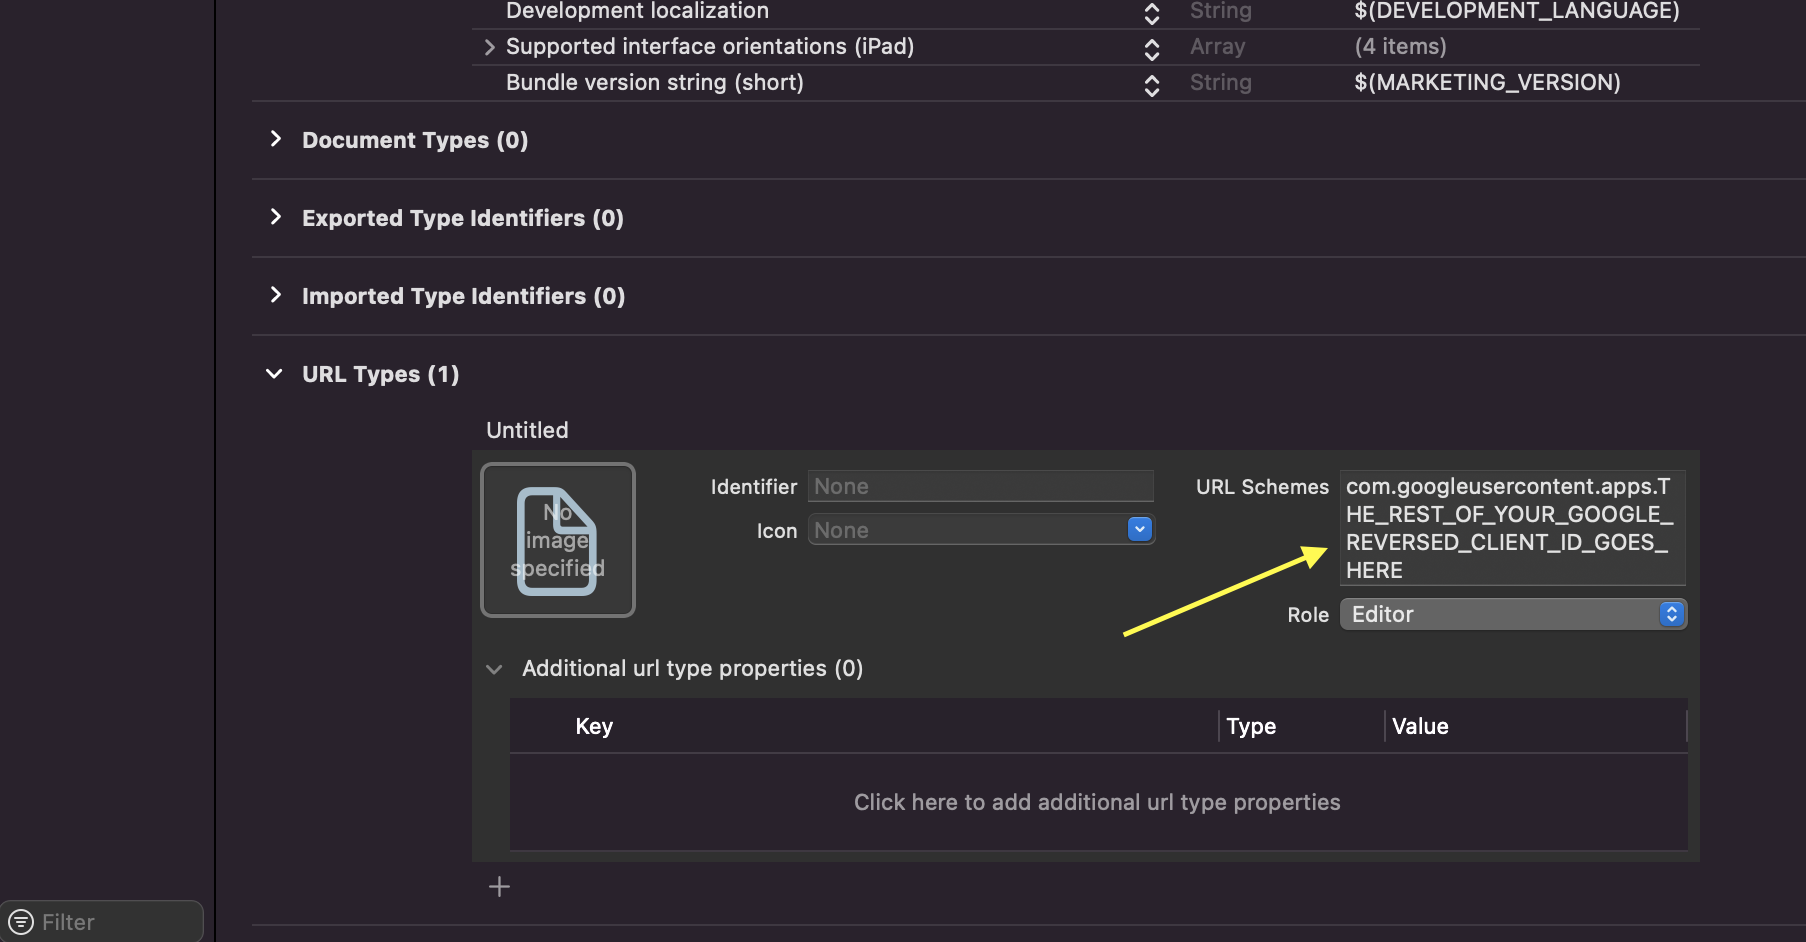 Development localization String $(DEVELOPMENT_LANGUAGE)
Supported interface orientations (iPad) Array (4 items)
Bundle version string (short) String $(MARKETING_VERSION)
Document Types (0)
Exported Type Identifiers (0)
Imported Type Identifiers (0)
URL Types (1)
Untitled
No
image
specified
Identifier None
Icon None
URL Schemes com.googleusercontent.apps.T
HE_REST_OF_YOUR_GOOGLE_
REVERSED_CLIENT_ID_GOES_
HERE
Role Editor
Additional url type properties (0)
Key Type Value
Click here to add additional url type properties
Filter